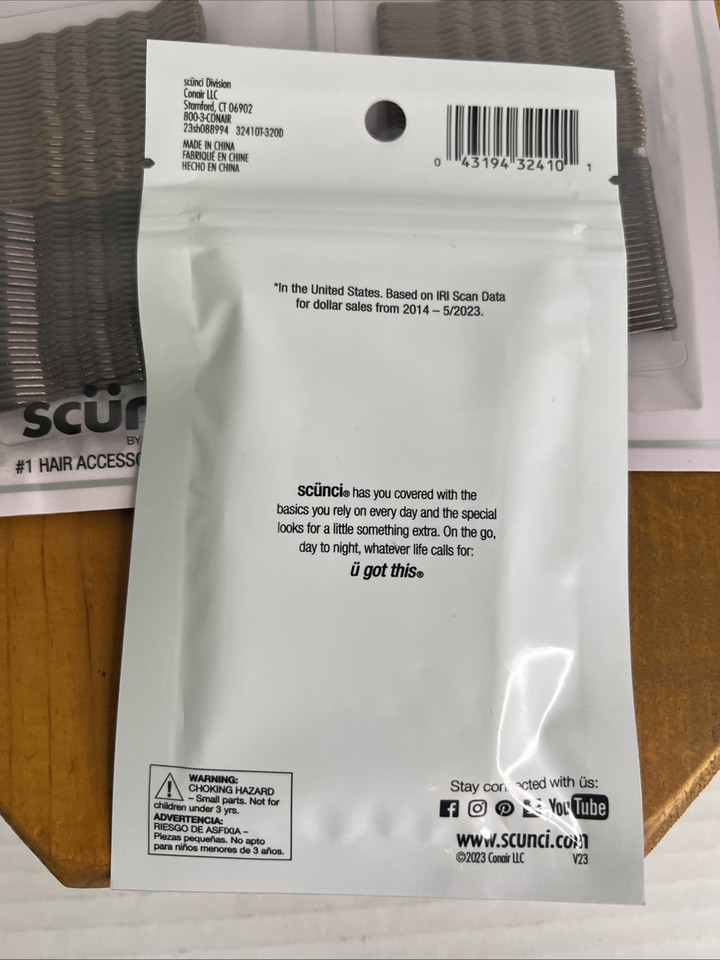 scünci Division
Conair LLC
Stamford, CT 06902
800-3-CONAIR
23sh088994 32410T-320D
MADE IN CHINA
FABRIQUÉ EN CHINE
HECHO EN CHINA
0 43194 32410 1
*In the United States. Based on IRI Scan Data
for dollar sales from 2014 – 5/2023.
scünci® has you covered with the
basics you rely on every day and the special
looks for a little something extra. On the go,
day to night, whatever life calls for:
ü got this®
BY
#1 HAIR
WARNING:
CHOKING HAZARD
– Small parts. Not for
children under 3 yrs.
ADVERTENCIA:
RIESGO DE ASFIXIA –
Piezas pequeñas. No apto
para niños menores de 3 años.
Stay connected with üs:
YouTube
www.scunci.com
©2023 Conair LLC V23